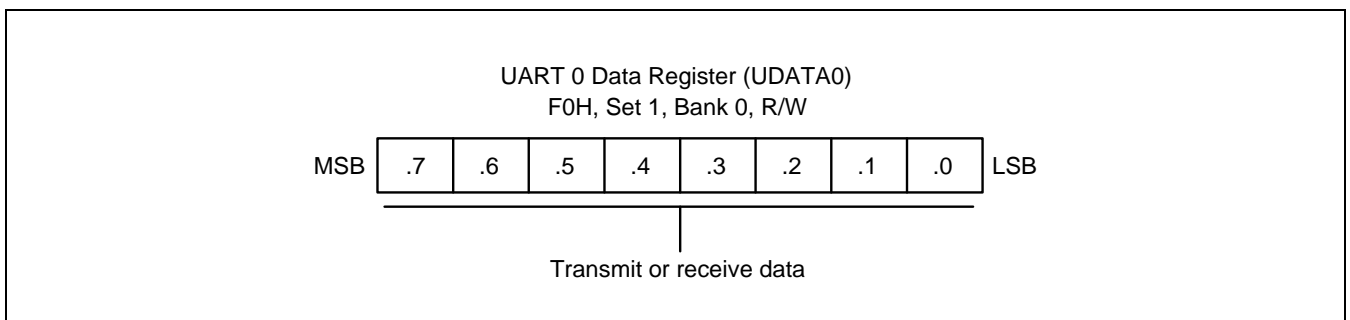 UART 0 Data Register (UDATA0)
F0H, Set 1, Bank 0, R/W
MSB .7 .6 .5 .4 .3 .2 .1 .0 LSB
Transmit or receive data